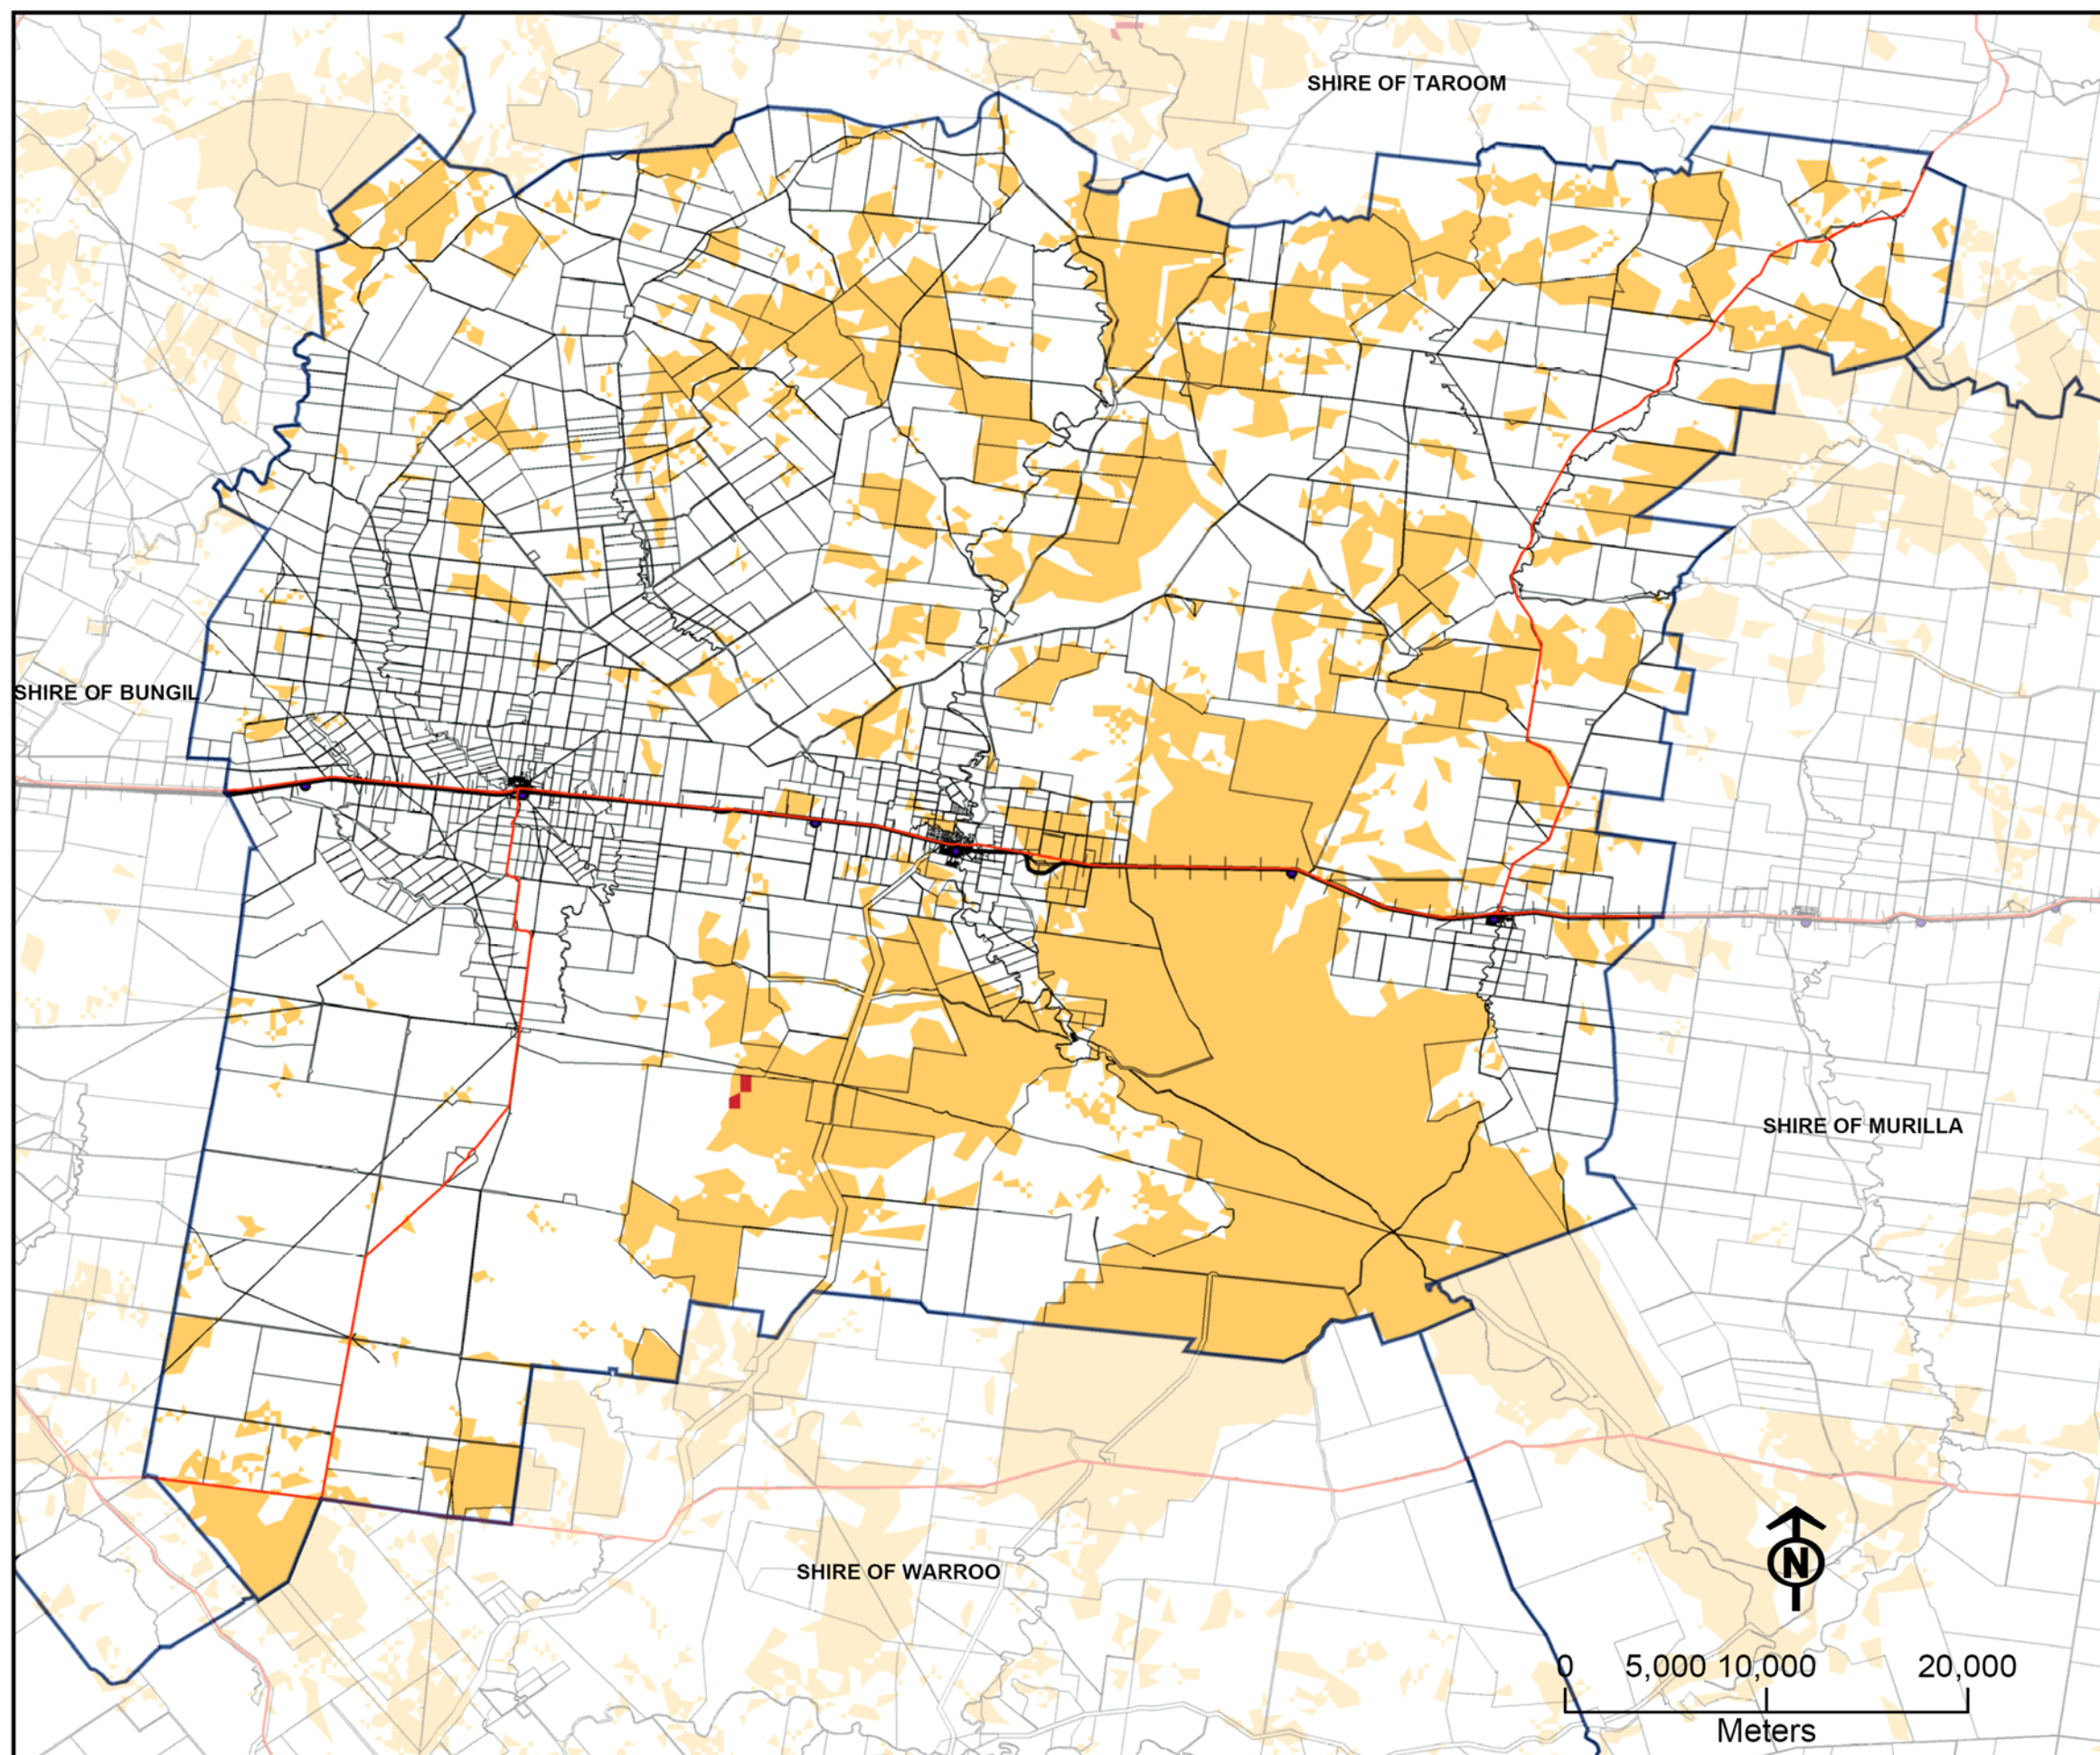 SHIRE OF TAROOM
SHIRE OF BUNGIL
SHIRE OF MURILLA
SHIRE OF WARROO
N
0 5,000 10,000 20,000
Meters